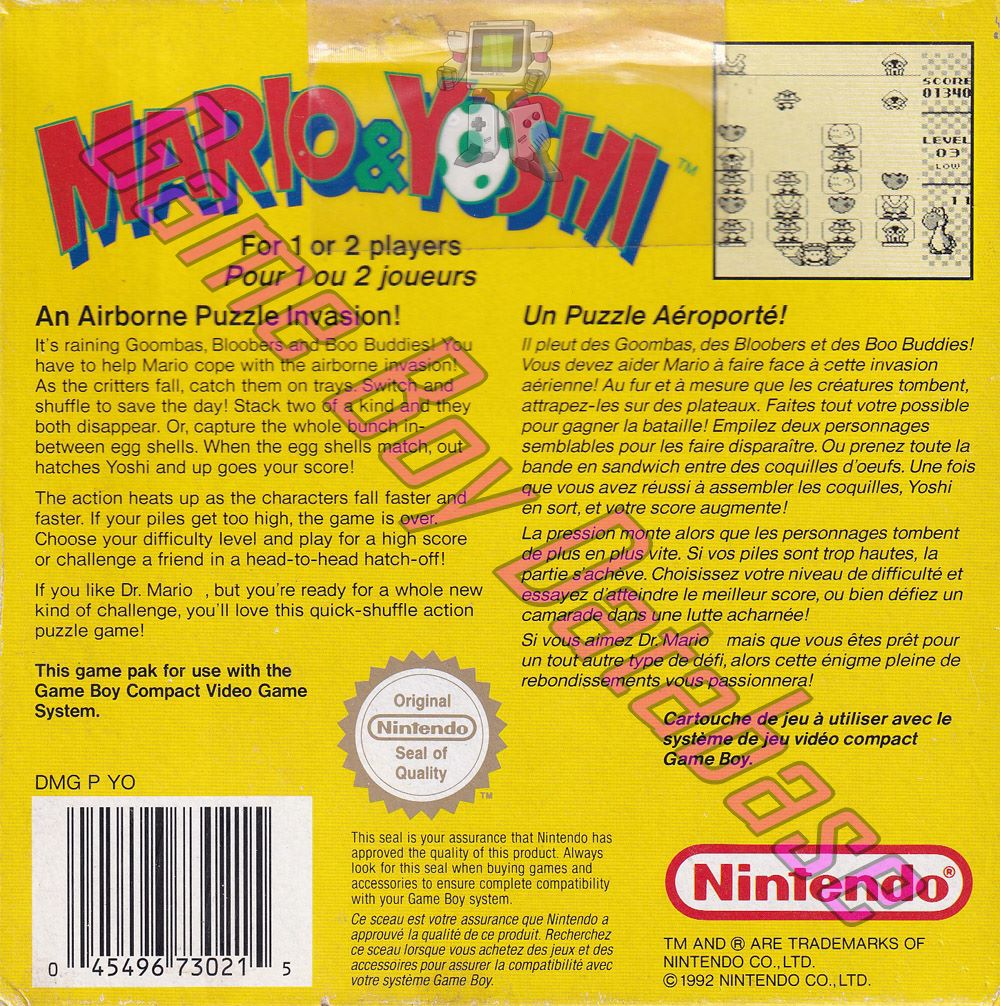 MARIO & YOSHI ™
For 1 or 2 players
Pour 1 ou 2 joueurs
SCORE
01340
LEVEL
03
LOW
11
An Airborne Puzzle Invasion!
It's raining Goombas, Bloobers and Boo Buddies! You
have to help Mario cope with the airborne invasion!
As the critters fall, catch them on trays. Switch and
shuffle to save the day! Stack two of a kind and they
both disappear. Or, capture the whole bunch in-
between egg shells. When the egg shells match, out
hatches Yoshi and up goes your score!
The action heats up as the characters fall faster and
faster. If your piles get too high, the game is over.
Choose your difficulty level and play for a high score
or challenge a friend in a head-to-head hatch-off!
If you like Dr. Mario , but you're ready for a whole new
kind of challenge, you'll love this quick-shuffle action
puzzle game!
This game pak for use with the
Game Boy Compact Video Game
System.
Un Puzzle Aéroporté!
Il pleut des Goombas, des Bloobers et des Boo Buddies!
Vous devez aider Mario à faire face à cette invasion
aérienne! Au fur et à mesure que les créatures tombent,
attrapez-les sur des plateaux. Faites tout votre possible
pour gagner la bataille! Empilez deux personnages
semblables pour les faire disparaître. Ou prenez toute la
bande en sandwich entre des coquilles d'oeufs. Une fois
que vous avez réussi à assembler les coquilles, Yoshi
en sort, et votre score augmente!
La pression monte alors que les personnages tombent
de plus en plus vite. Si vos piles sont trop hautes, la
partie s'achève. Choisissez votre niveau de difficulté et
essayez d'atteindre le meilleur score, ou bien défiez un
camarade dans une lutte acharnée!
Si vous aimez Dr. Mario mais que vous êtes prêt pour
un tout autre type de défi, alors cette énigme pleine de
rebondissements vous passionnera!
Cartouche de jeu à utiliser avec le
système de jeu vidéo compact
Game Boy.
Original
Nintendo
Seal of
Quality
TM
DMG P YO
0 45496 73021 5
This seal is your assurance that Nintendo has
approved the quality of this product. Always
look for this seal when buying games and
accessories to ensure complete compatibility
with your Game Boy system.
Ce sceau est votre assurance que Nintendo a
approuvé la qualité de ce produit. Recherchez
ce sceau lorsque vous achetez des jeux et des
accessoires pour assurer la compatibilité avec
votre système Game Boy.
Nintendo®
TM AND ® ARE TRADEMARKS OF
NINTENDO CO., LTD.
© 1992 NINTENDO CO., LTD.
Game Boy Database